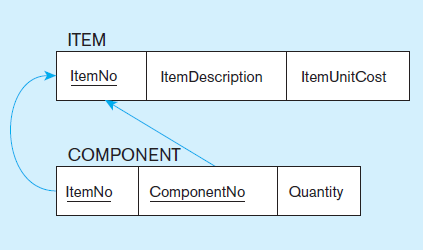 ITEM
ItemNo ItemDescription ItemUnitCost
COMPONENT
ItemNo ComponentNo Quantity